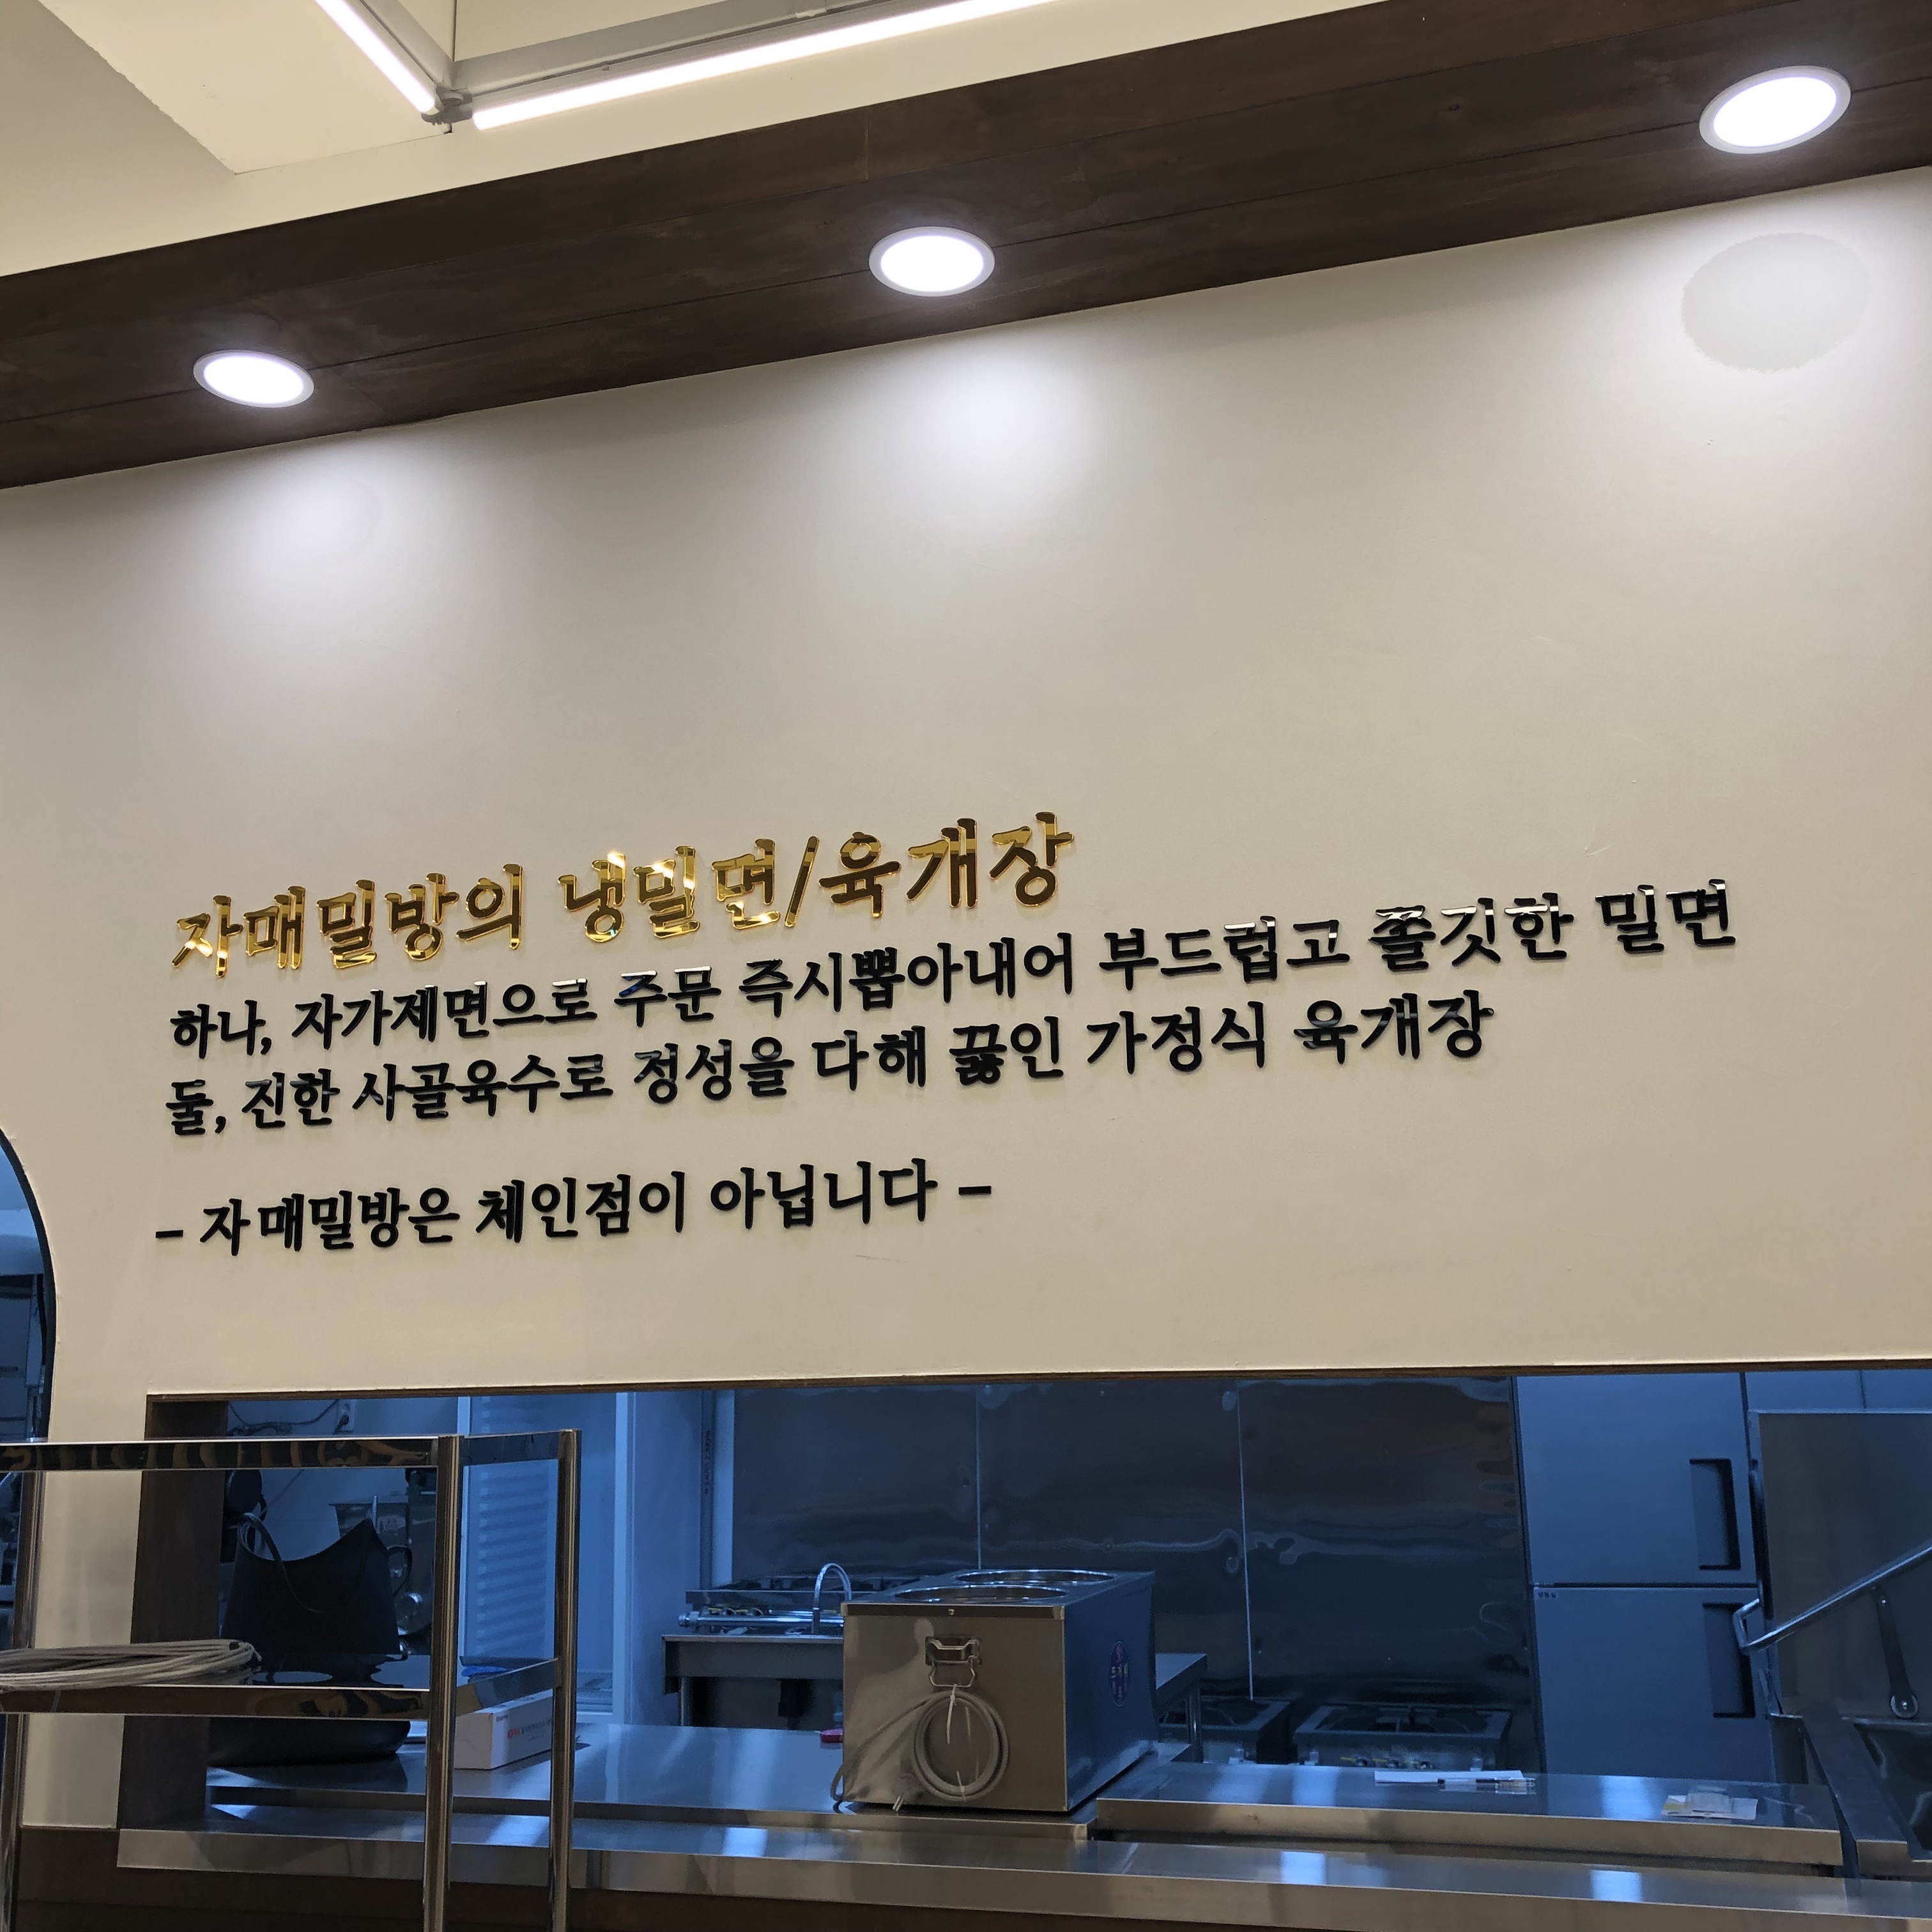 자매밀방의 냉밀면/육개장
하나, 자가제면으로 주문 즉시뽑아내어 부드럽고 쫄깃한 밀면
둘, 진한 사골육수로 정성을 다해 끓인 가정식 육개장
- 자매밀방은 체인점이 아닙니다 -